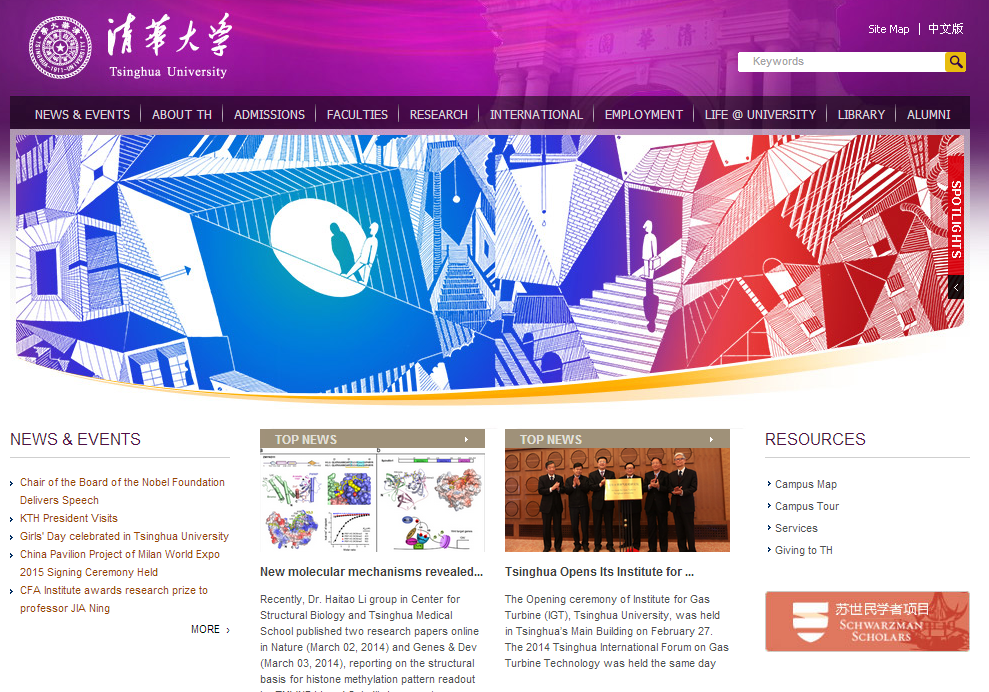 清華大学
Tsinghua University
TSINGHUA
UNIVERSITY
-1911-
Site Map | 中文版
Keywords
NEWS & EVENTS
ABOUT TH
ADMISSIONS
FACULTIES
RESEARCH
INTERNATIONAL
EMPLOYMENT
LIFE @ UNIVERSITY
LIBRARY
ALUMNI
SPOTLIGHTS
NEWS & EVENTS
Chair of the Board of the Nobel Foundation
Delivers Speech
KTH President Visits
Girls' Day celebrated in Tsinghua University
China Pavilion Project of Milan World Expo
2015 Signing Ceremony Held
CFA Institute awards research prize to
professor JIA Ning
MORE
TOP NEWS
New molecular mechanisms revealed...
Recently, Dr. Haitao Li group in Center for
Structural Biology and Tsinghua Medical
School published two research papers online
in Nature (March 02, 2014) and Genes & Dev
(March 03, 2014), reporting on the structural
basis for histone methylation pattern readout
TOP NEWS
Tsinghua Opens Its Institute for ...
The Opening ceremony of Institute for Gas
Turbine (IGT), Tsinghua University, was held
in Tsinghua's Main Building on February 27.
The 2014 Tsinghua International Forum on Gas
Turbine Technology was held the same day
RESOURCES
Campus Map
Campus Tour
Services
Giving to TH
苏世民学者项目
SCHWARZMAN
SCHOLARS